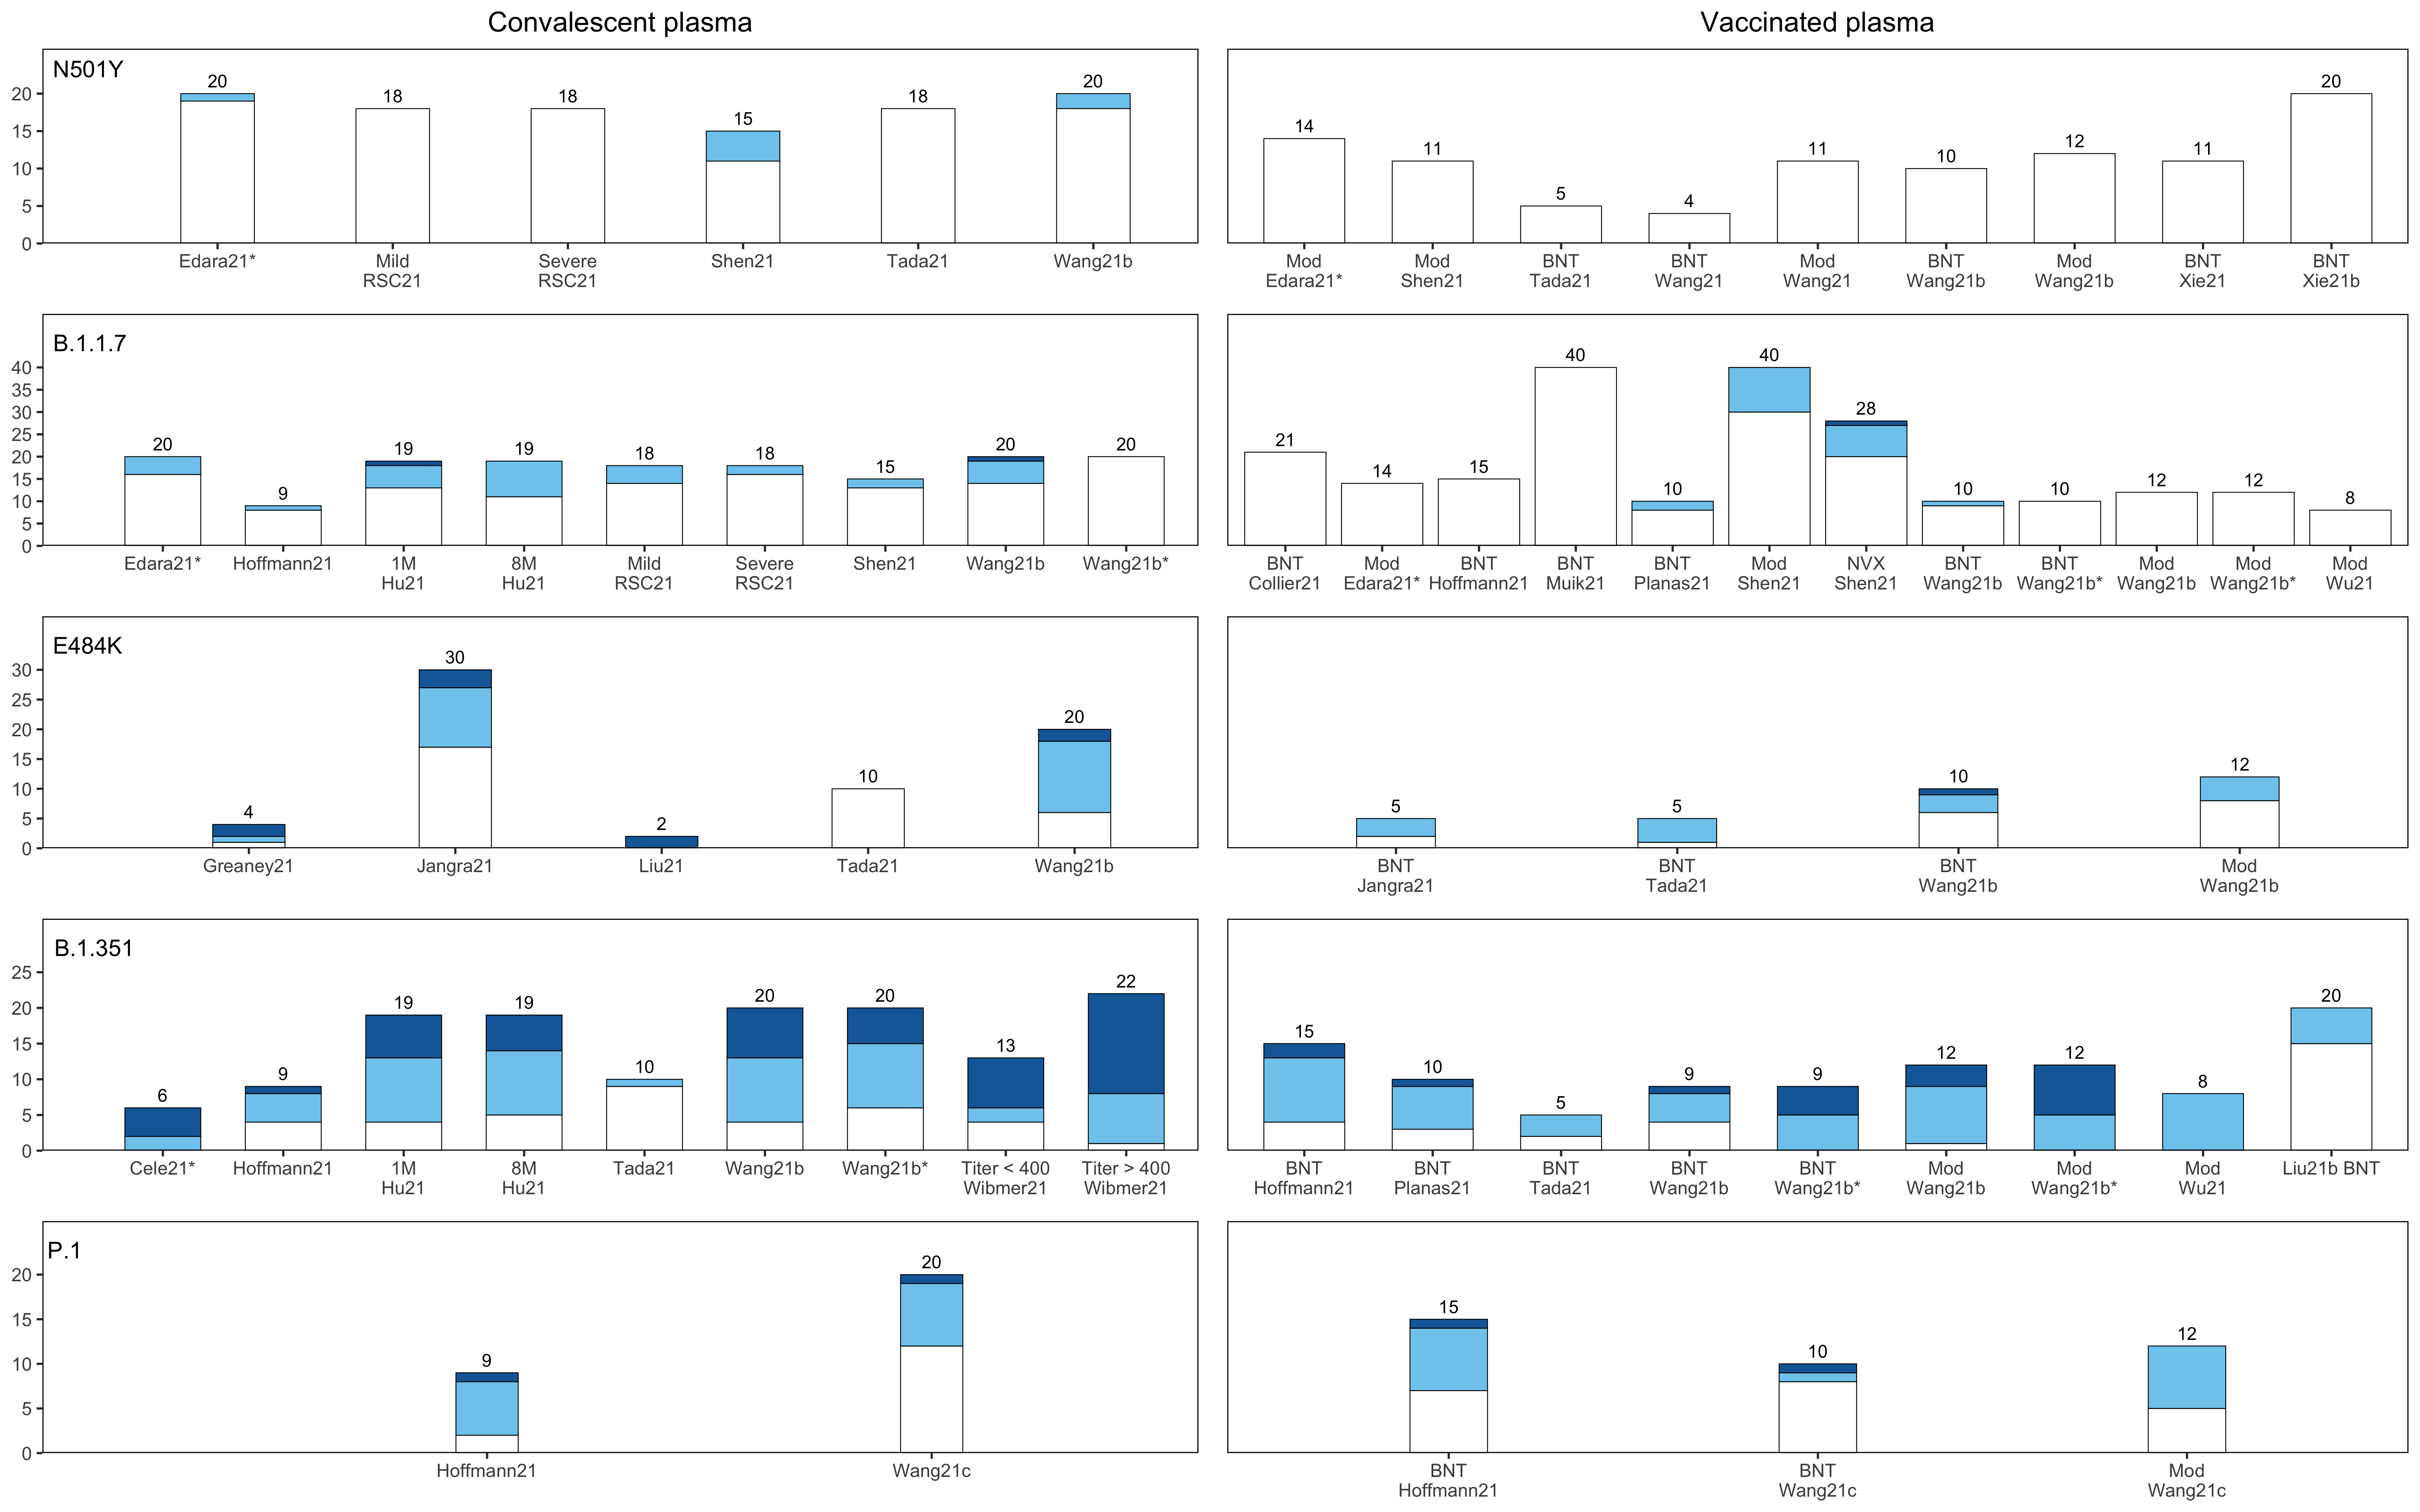 Convalescent plasma
Vaccinated plasma
N501Y
20 18 18 15 18 20
20
15
10
5
0
Edara21* Mild Severe Shen21 Tada21 Wang21b
RSC21 RSC21
14 11 5 4 11 10 12 11 20
Mod Mod BNT BNT Mod BNT Mod BNT BNT
Edara21* Shen21 Tada21 Wang21 Wang21 Wang21b Wang21b Xie21 Xie21b
B.1.1.7
20 9 19 19 18 18 15 20 20
40
35
30
25
20
15
10
5
0
Edara21* Hoffmann21 1M 8M Mild Severe Shen21 Wang21b Wang21b*
Hu21 Hu21 RSC21 RSC21
21 14 15 40 10 40 28 10 10 12 12 8
BNT Mod BNT BNT BNT Mod NVX BNT BNT Mod Mod Mod
Collier21 Edara21* Hoffmann21 Muik21 Planas21 Shen21 Shen21 Wang21b Wang21b* Wang21b Wang21b* Wu21
E484K
4 30 2 10 20
30
25
20
15
10
5
0
Greaney21 Jangra21 Liu21 Tada21 Wang21b
5 5 10 12
BNT BNT BNT Mod
Jangra21 Tada21 Wang21b Wang21b
B.1.351
6 9 19 19 10 20 20 13 22
25
20
15
10
5
0
Cele21* Hoffmann21 1M 8M Tada21 Wang21b Wang21b* Titer < 400 Titer > 400
Hu21 Hu21 Wibmer21 Wibmer21
15 10 5 9 9 12 12 8 20
BNT BNT BNT BNT BNT Mod Mod Mod Liu21b BNT
Hoffmann21 Planas21 Tada21 Wang21b Wang21b* Wang21b Wang21b* Wu21
P.1
9 20
20
15
10
5
0
Hoffmann21 Wang21c
15 10 12
BNT BNT Mod
Hoffmann21 Wang21c Wang21c